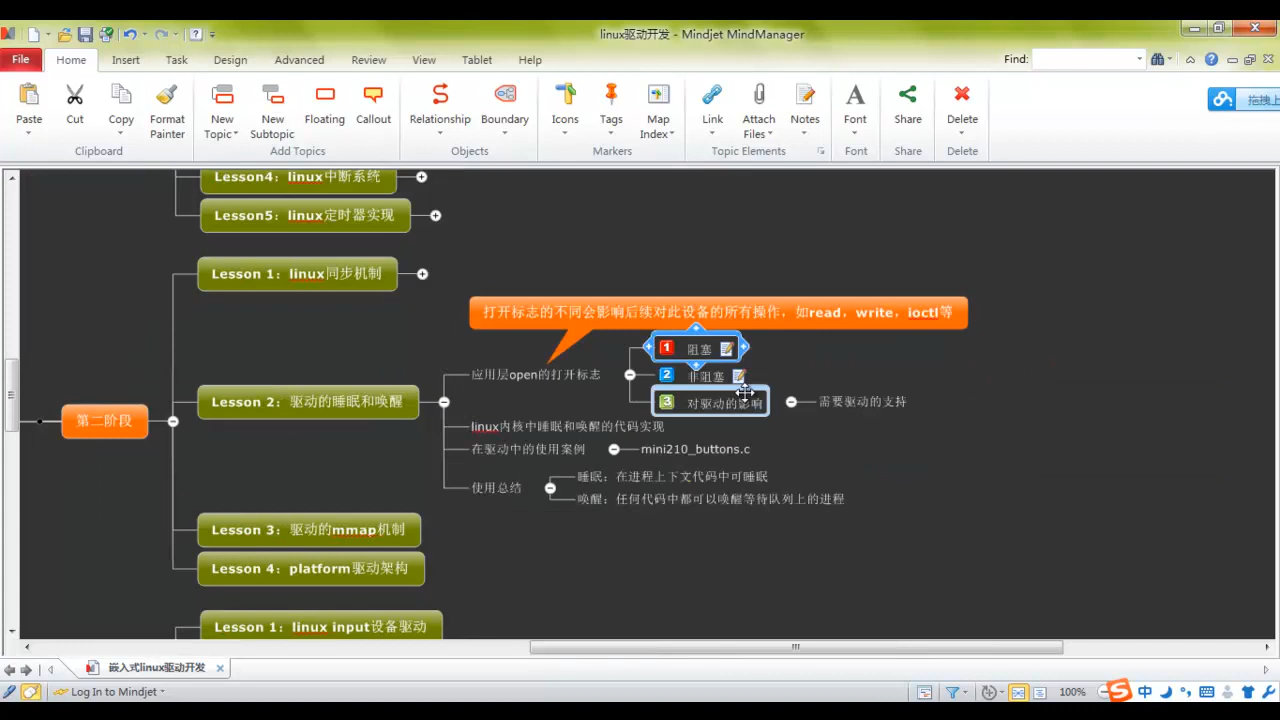 linux驱动开发 - Mindjet MindManager
File Home Insert Task Design Advanced Review View Tablet Help Find:
Paste Cut Copy Format Painter New Topic New Subtopic Floating Callout Relationship Boundary Icons Tags Map Index Link Attach Files Notes Font Share Delete
Clipboard Add Topics Objects Markers Topic Elements Font Share Delete
拖拽上
Lesson4：linux中断系统
Lesson5：linux定时器实现
Lesson 1：linux同步机制
打开标志的不同会影响后续对此设备的所有操作，如read，write，ioctl等
1 阻塞
应用层open的打开标志
2 非阻塞
第二阶段
Lesson 2：驱动的睡眠和唤醒
3 对驱动的影响
需要驱动的支持
linux内核中睡眠和唤醒的代码实现
在驱动中的使用案例
mini210_buttons.c
使用总结
睡眠：在进程上下文代码中可睡眠
唤醒：任何代码中都可以唤醒等待队列上的进程
Lesson 3：驱动的mmap机制
Lesson 4：platform驱动架构
Lesson 1：linux input设备驱动
嵌入式linux驱动开发
Log In to Mindjet
100%
中